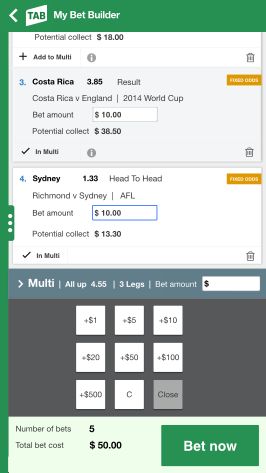 TAB My Bet Builder
Potential collect $ 18.00
+ Add to Multi i
3. Costa Rica 3.85 Result FIXED ODDS
Costa Rica v England | 2014 World Cup
Bet amount $ 10.00
Potential collect $ 38.50
In Multi i
4. Sydney 1.33 Head To Head FIXED ODDS
Richmond v Sydney | AFL
Bet amount $ 10.00
Potential collect $ 13.30
In Multi
> Multi | All up 4.55 | 3 Legs | Bet amount $
+$1 +$5 +$10
+$20 +$50 +$100
+$500 C Close
Number of bets 5
Total bet cost $ 50.00
Bet now